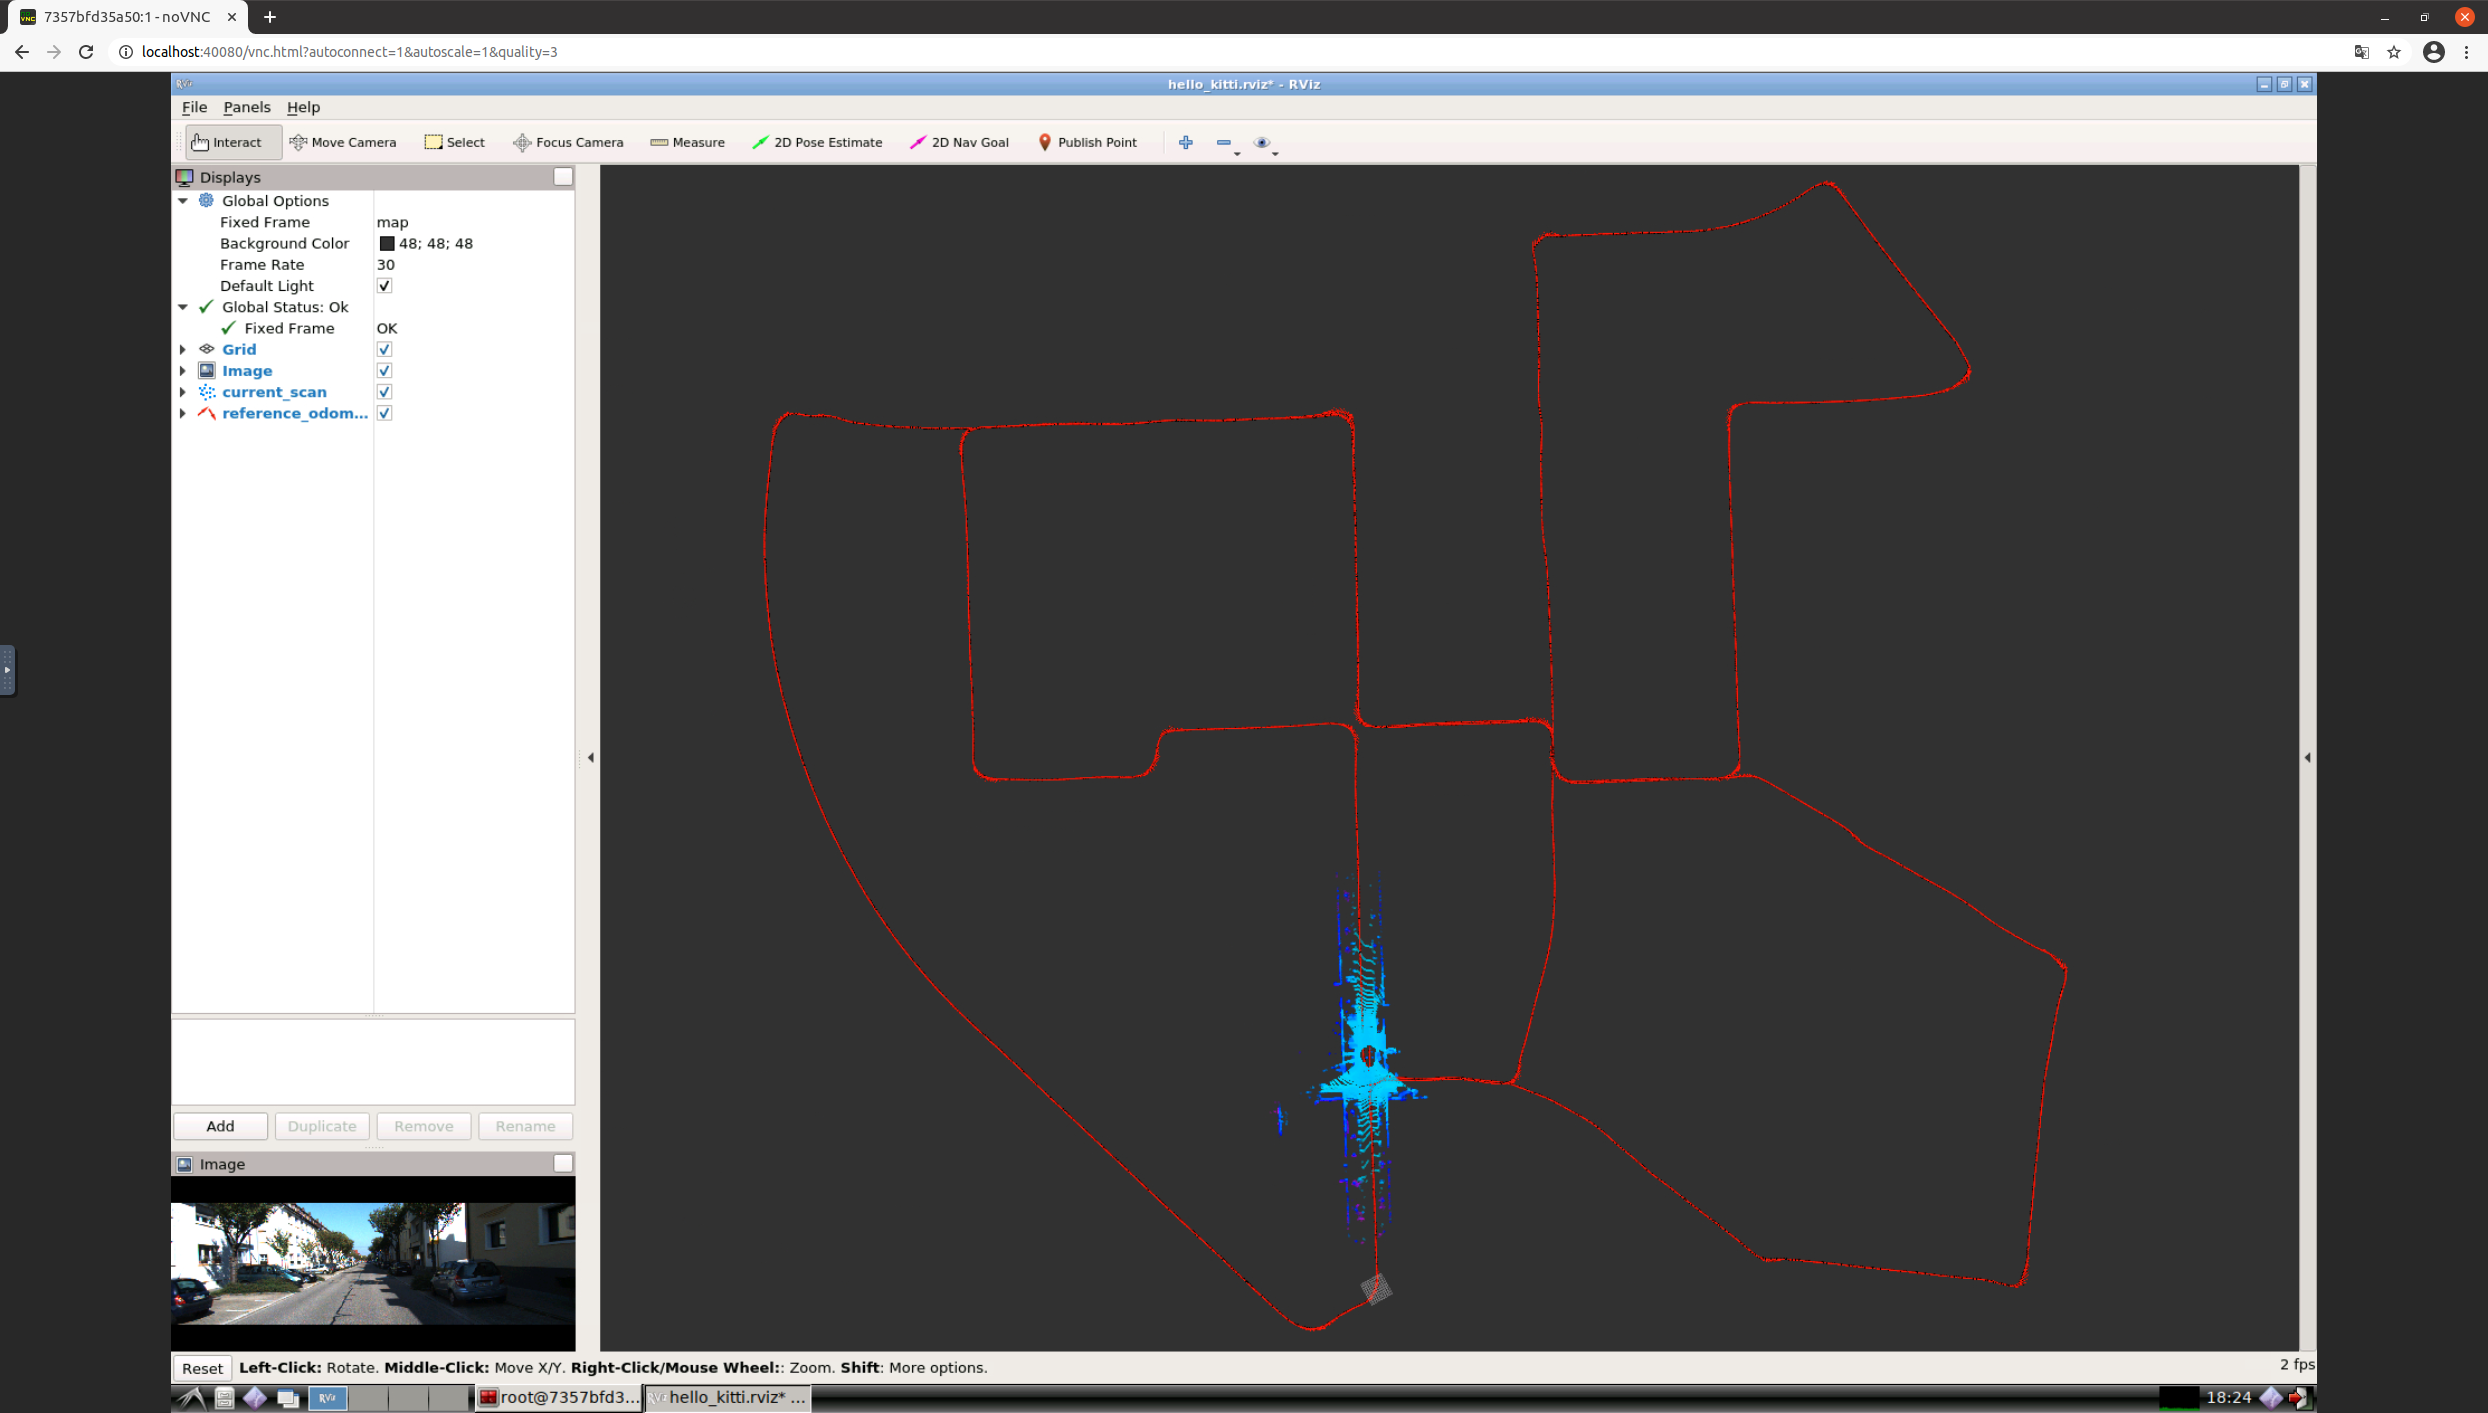 7357bfd35a50:1 - noVNC
localhost:40080/vnc.html?autoconnect=1&autoscale=1&quality=3
hello_kitti.rviz* - RViz
File Panels Help
Interact Move Camera Select Focus Camera Measure 2D Pose Estimate 2D Nav Goal Publish Point
Displays
Global Options
Fixed Frame map
Background Color 48; 48; 48
Frame Rate 30
Default Light
Global Status: Ok
Fixed Frame OK
Grid
Image
current_scan
reference_odom...
Add Duplicate Remove Rename
Image
Reset Left-Click: Rotate. Middle-Click: Move X/Y. Right-Click/Mouse Wheel:: Zoom. Shift: More options. 2 fps
RViz root@7357bfd3... hello_kitti.rviz* ... 18:24